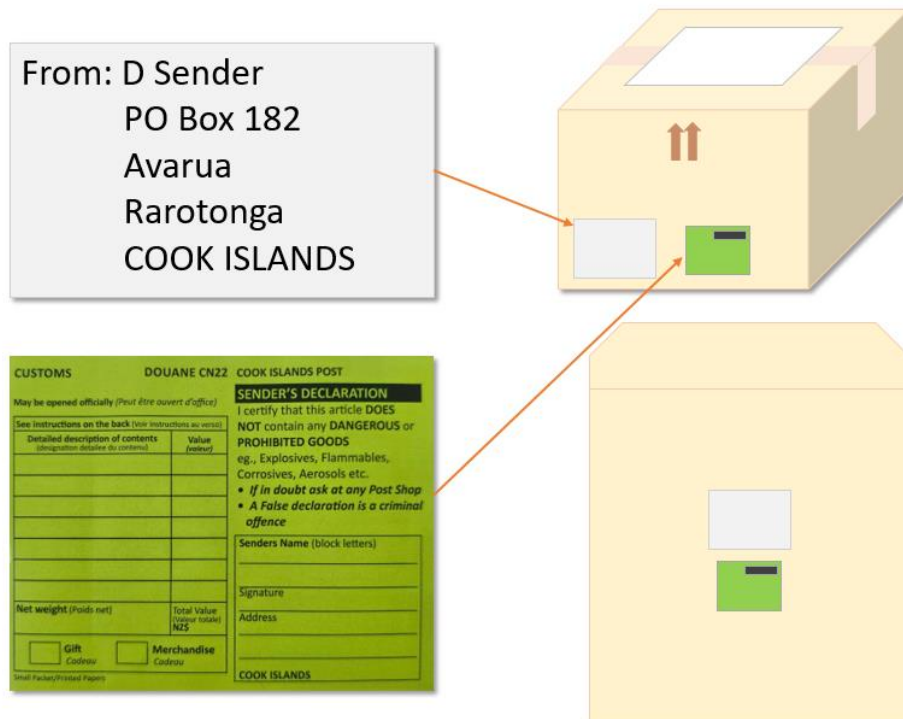 From: D Sender
PO Box 182
Avarua
Rarotonga
COOK ISLANDS
CUSTOMS DOUANE CN22
May be opened officially (Peut être ouvert d'office)
See instructions on the back (Voir instructions au verso)
Detailed description of contents
(designation detailee du contenu)
Value
(valeur)
Net weight (Poids net)
Total Value
(Valeur totale)
NZ$
Gift
Cadeau
Merchandise
Cadeau
Small Packet/Printed Papers
COOK ISLANDS POST
SENDER'S DECLARATION
I certify that this article DOES
NOT contain any DANGEROUS or
PROHIBITED GOODS
eg., Explosives, Flammables,
Corrosives, Aerosols etc.
• If in doubt ask at any Post Shop
• A False declaration is a criminal
offence
Senders Name (block letters)
Signature
Address
COOK ISLANDS